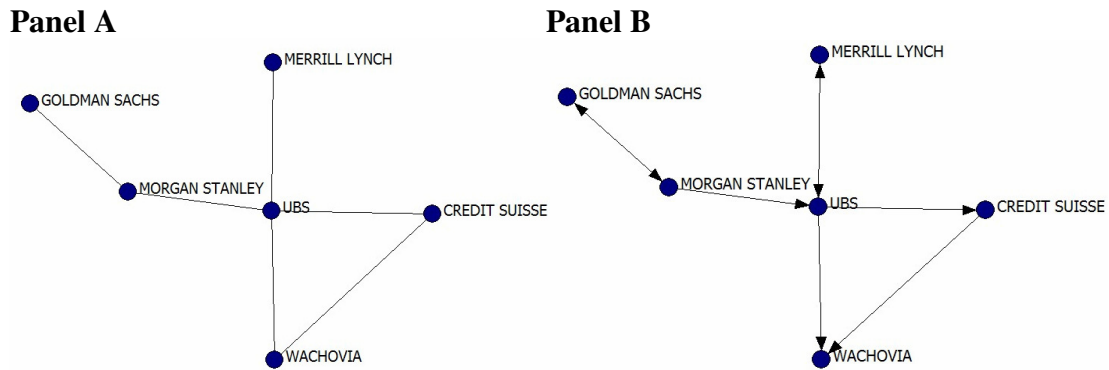 Panel A
MERRILL LYNCH
GOLDMAN SACHS
MORGAN STANLEY
UBS
CREDIT SUISSE
WACHOVIA
Panel B
MERRILL LYNCH
GOLDMAN SACHS
MORGAN STANLEY
UBS
CREDIT SUISSE
WACHOVIA